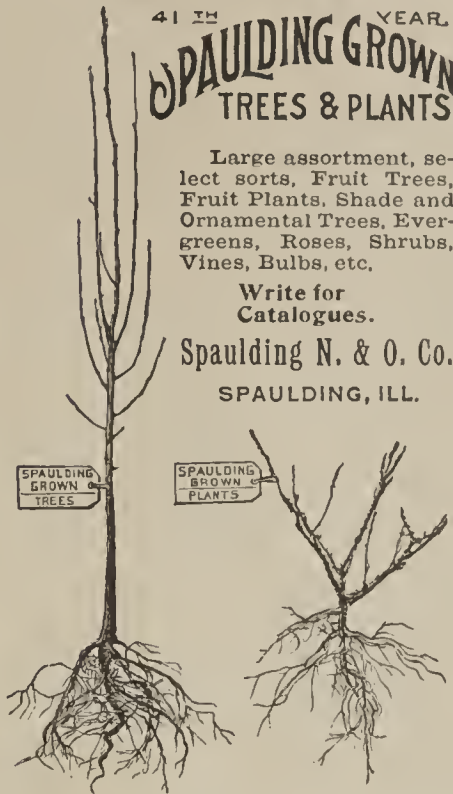 41 TH YEAR.
SPAULDING GROWN
TREES & PLANTS
Large assortment, se-
lect sorts, Fruit Trees,
Fruit Plants, Shade and
Ornamental Trees, Ever-
greens, Roses, Shrubs,
Vines, Bulbs, etc.
Write for
Catalogues.
Spaulding N. & O. Co.
SPAULDING, ILL.
SPAULDING
GROWN
TREES
SPAULDING
GROWN
PLANTS